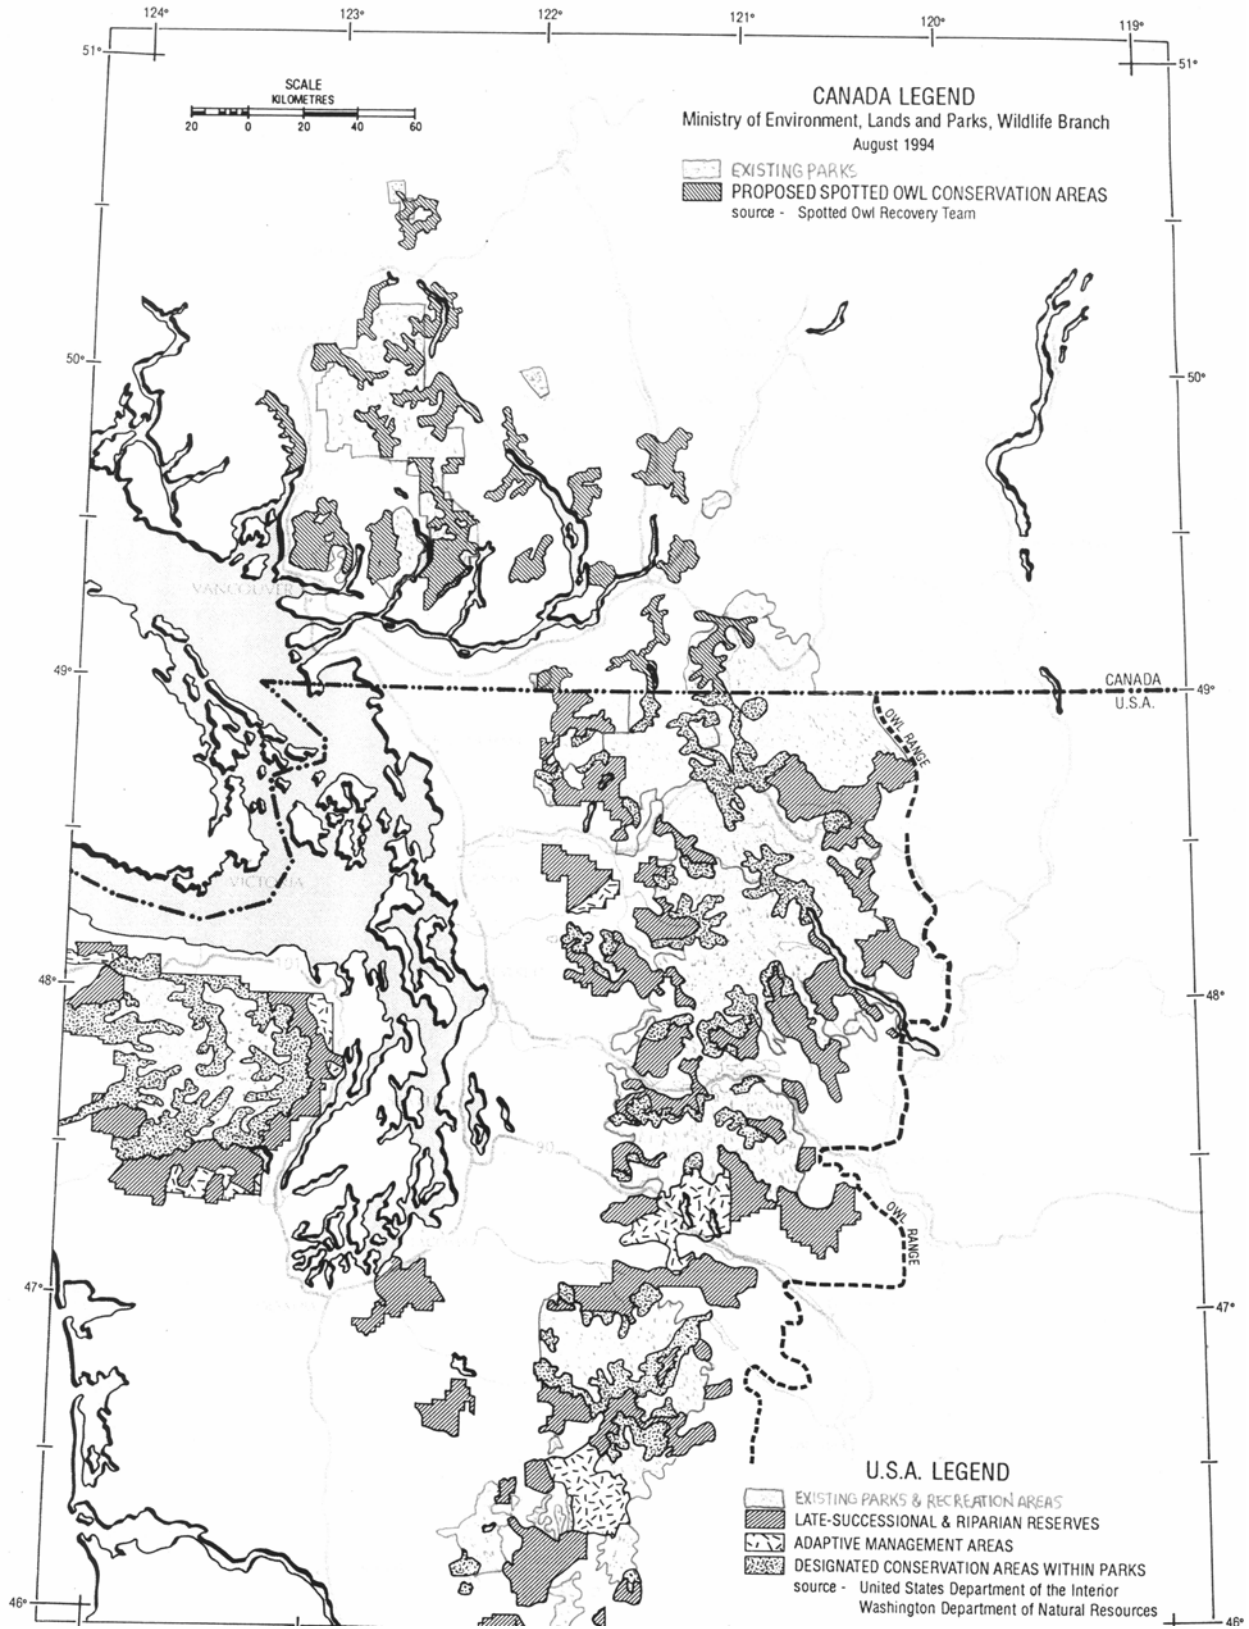 124°
123°
122°
121°
120°
119°
51°
51°
SCALE
KILOMETRES
20 0 20 40 60
CANADA LEGEND
Ministry of Environment, Lands and Parks, Wildlife Branch
August 1994
EXISTING PARKS
PROPOSED SPOTTED OWL CONSERVATION AREAS
source - Spotted Owl Recovery Team
50°
50°
VANCOUVER
49°
CANADA
49°
U.S.A.
OWL RANGE
VICTORIA
101
48°
48°
90
OWL RANGE
47°
47°
U.S.A. LEGEND
EXISTING PARKS & RECREATION AREAS
LATE-SUCCESSIONAL & RIPARIAN RESERVES
ADAPTIVE MANAGEMENT AREAS
DESIGNATED CONSERVATION AREAS WITHIN PARKS
source - United States Department of the Interior
Washington Department of Natural Resources
46°
46°